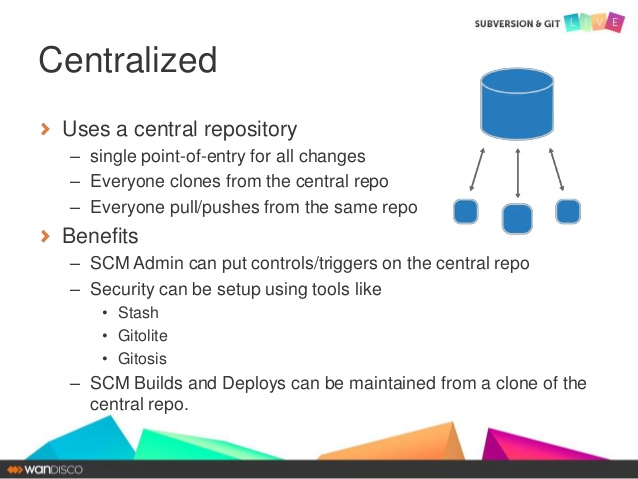 SUBVERSION & GIT LIVE
Centralized
Uses a central repository
– single point-of-entry for all changes
– Everyone clones from the central repo
– Everyone pull/pushes from the same repo
Benefits
– SCM Admin can put controls/triggers on the central repo
– Security can be setup using tools like
• Stash
• Gitolite
• Gitosis
– SCM Builds and Deploys can be maintained from a clone of the
central repo.
WANDISCO